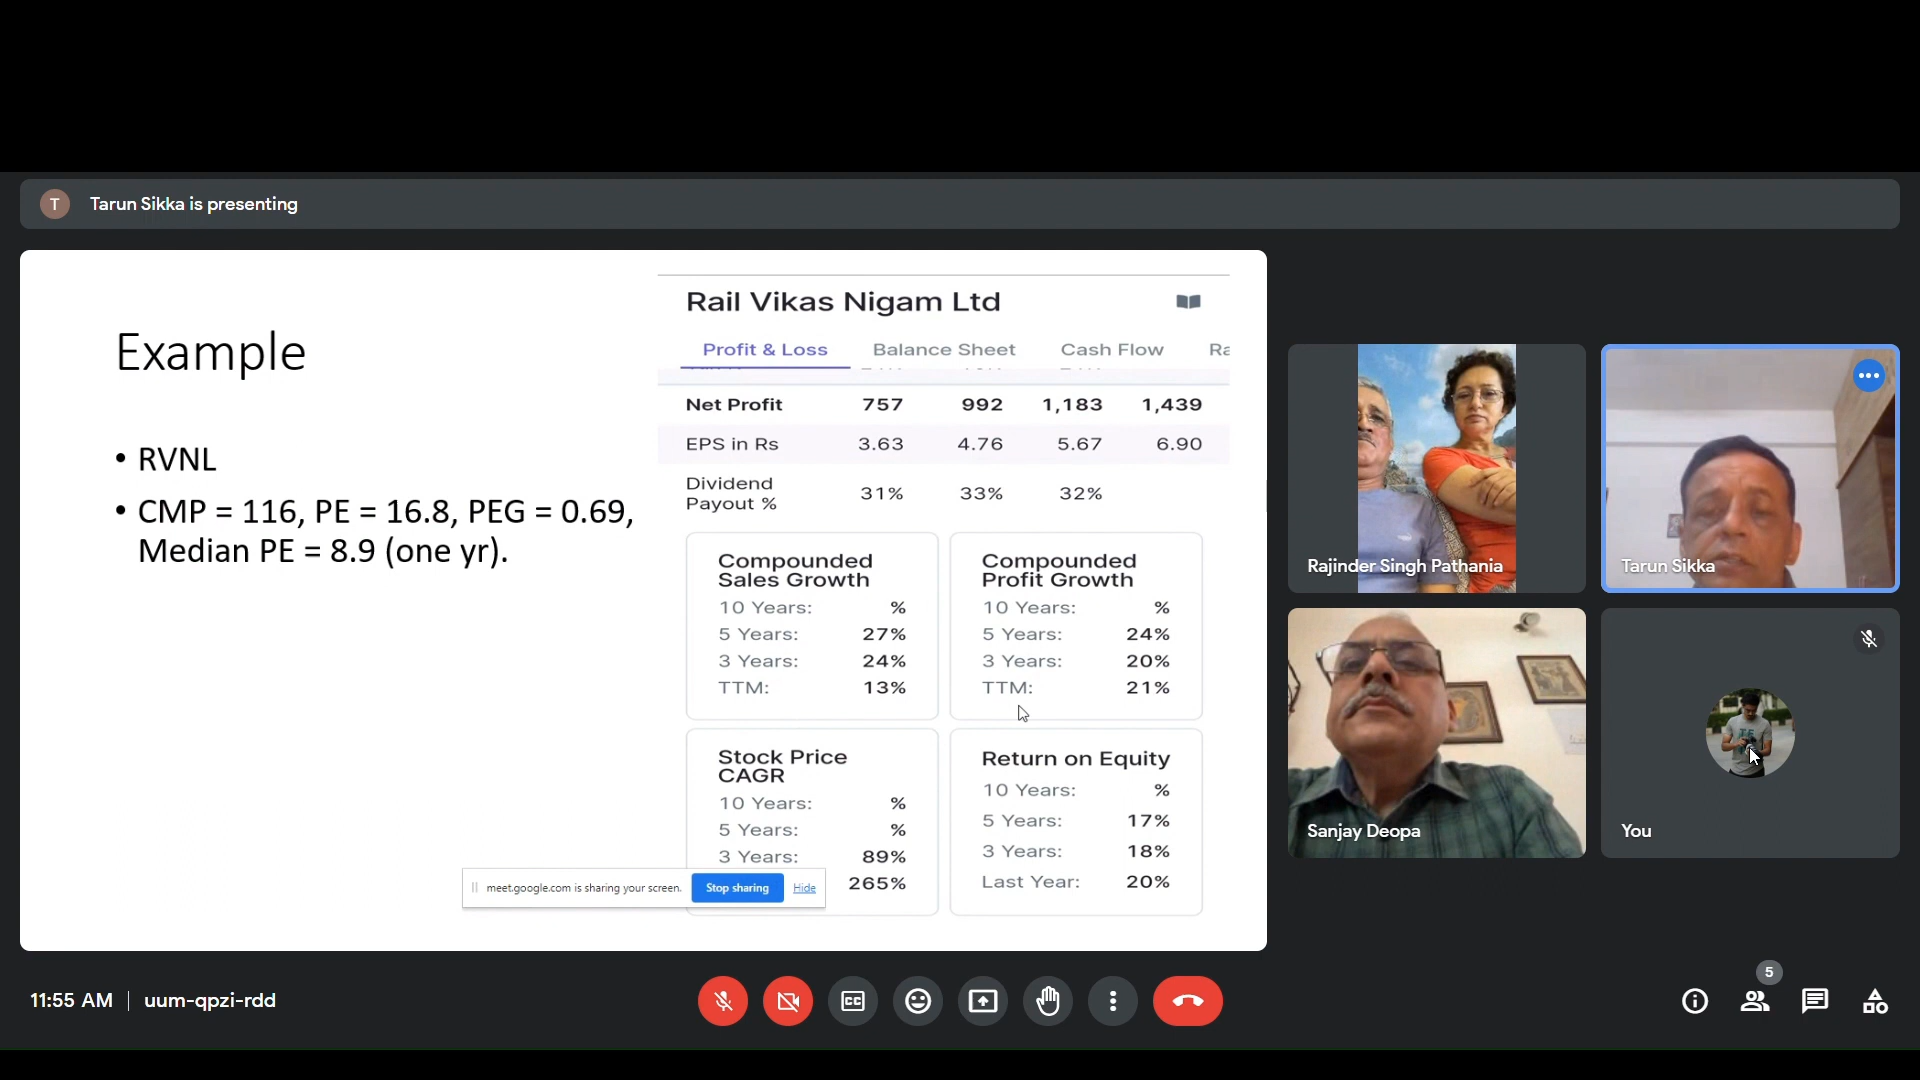 T
Tarun Sikka is presenting
Example
• RVNL
• CMP = 116, PE = 16.8, PEG = 0.69,
Median PE = 8.9 (one yr).
Rail Vikas Nigam Ltd
Profit & Loss Balance Sheet Cash Flow Ra
Net Profit 757 992 1,183 1,439
EPS in Rs 3.63 4.76 5.67 6.90
Dividend
Payout % 31% 33% 32%
Compounded
Sales Growth
10 Years: %
5 Years: 27%
3 Years: 24%
TTM: 13%
Compounded
Profit Growth
10 Years: %
5 Years: 24%
3 Years: 20%
TTM: 21%
Stock Price
CAGR
10 Years: %
5 Years: %
3 Years: 89%
265%
Return on Equity
10 Years: %
5 Years: 17%
3 Years: 18%
Last Year: 20%
meet.google.com is sharing your screen. Stop sharing Hide
Rajinder Singh Pathania
Tarun Sikka
Sanjay Deopa
You
11:55 AM | uum-qpzi-rdd
CC
5